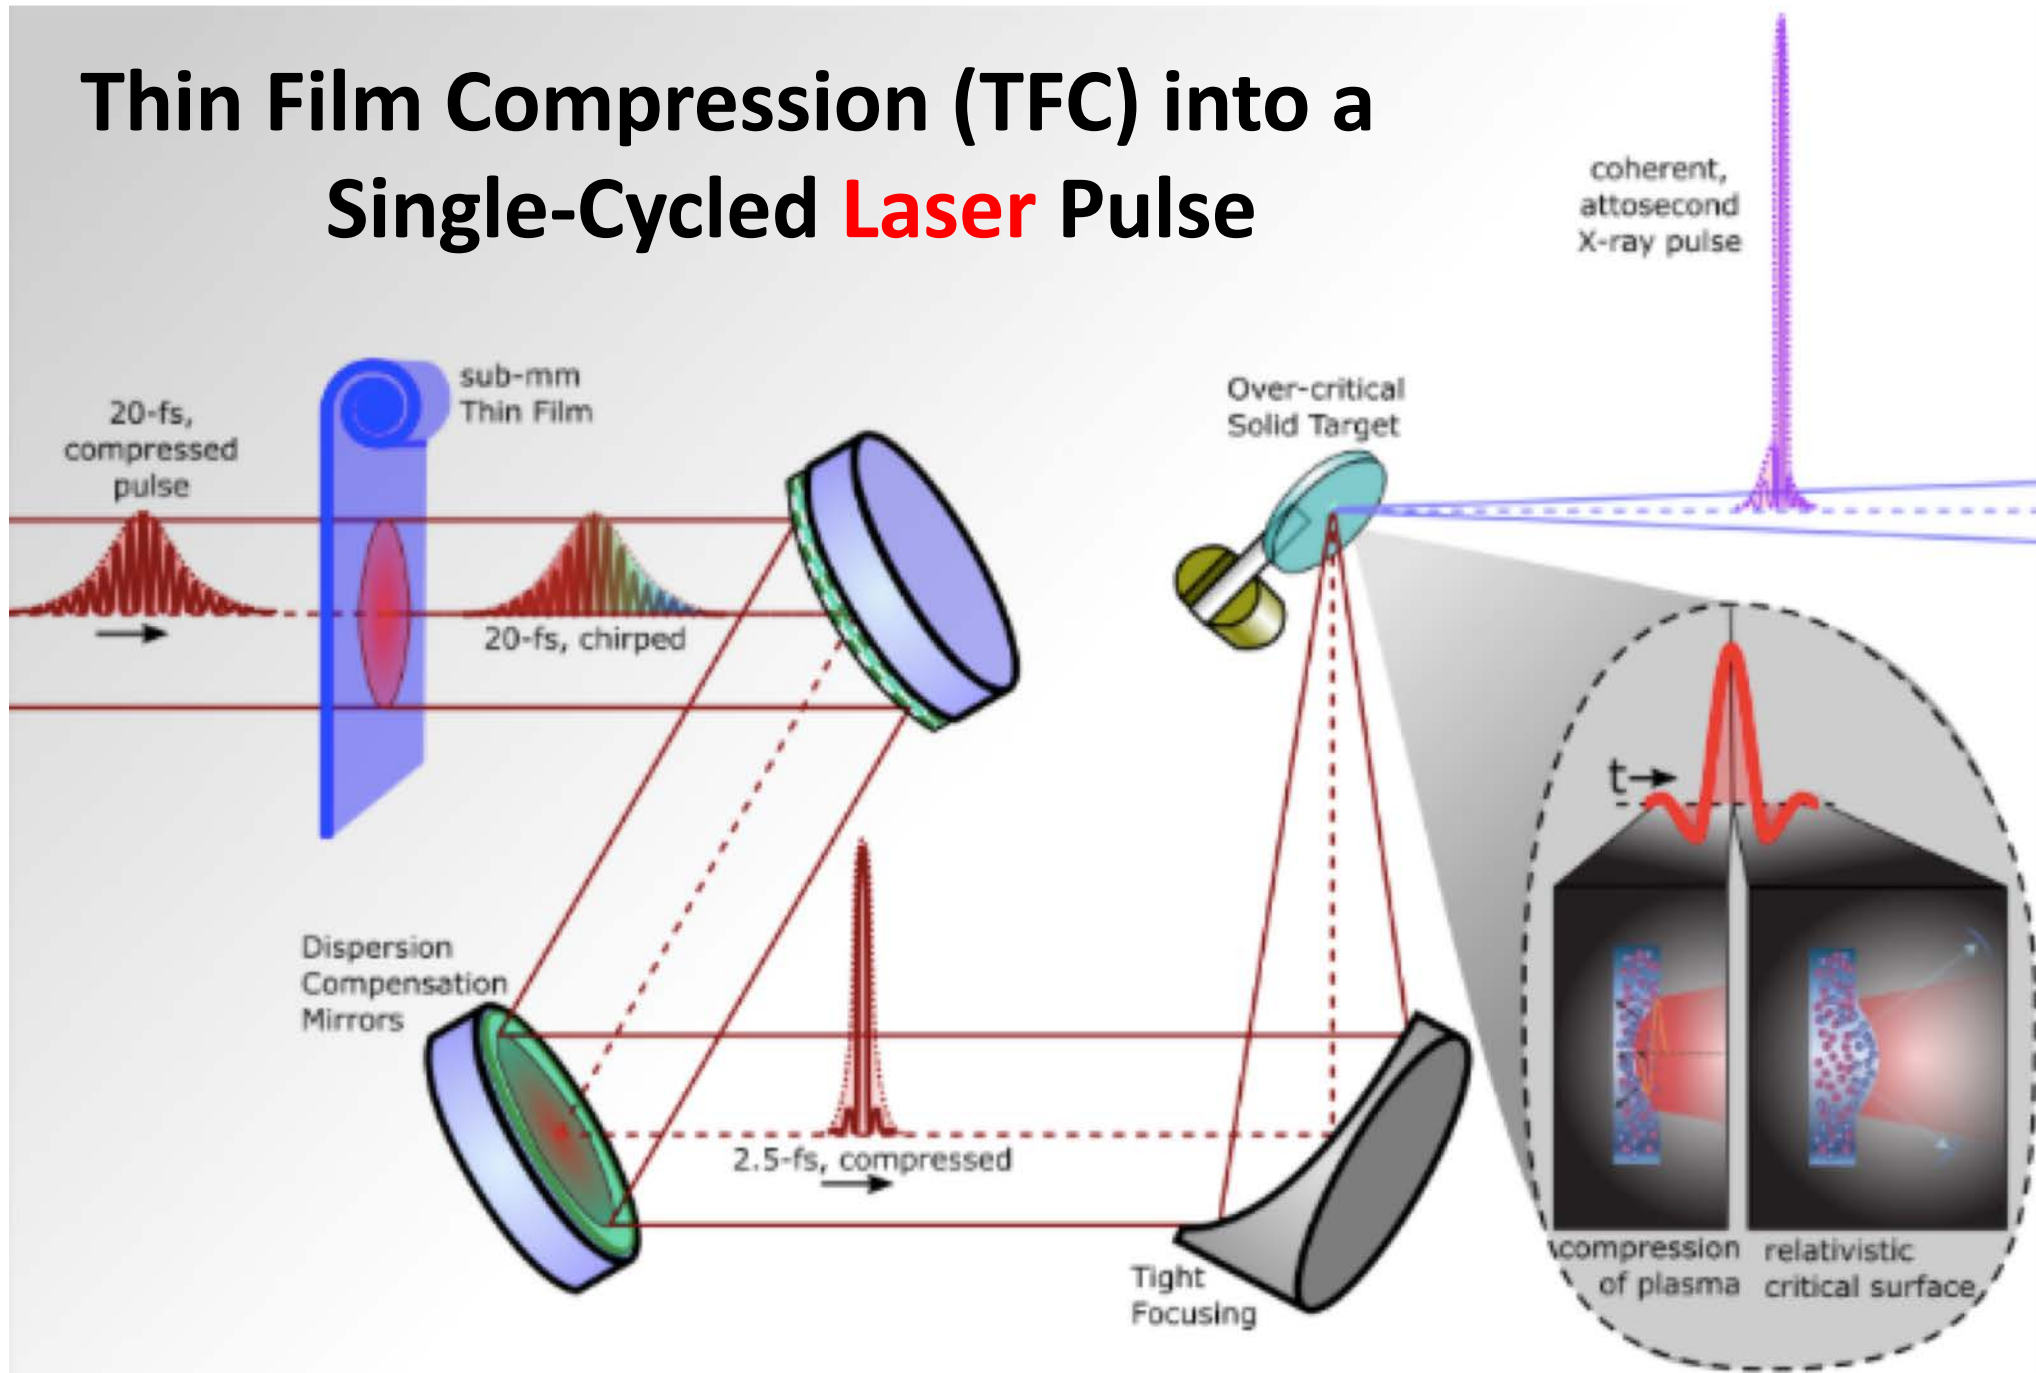 Thin Film Compression (TFC) into a
Single-Cycled Laser Pulse
coherent,
attosecond
X-ray pulse
sub-mm
Thin Film
20-fs,
compressed
pulse
Over-critical
Solid Target
20-fs, chirped
t
Dispersion
Compensation
Mirrors
2.5-fs, compressed
Tight
Focusing
compression
of plasma
relativistic
critical surface